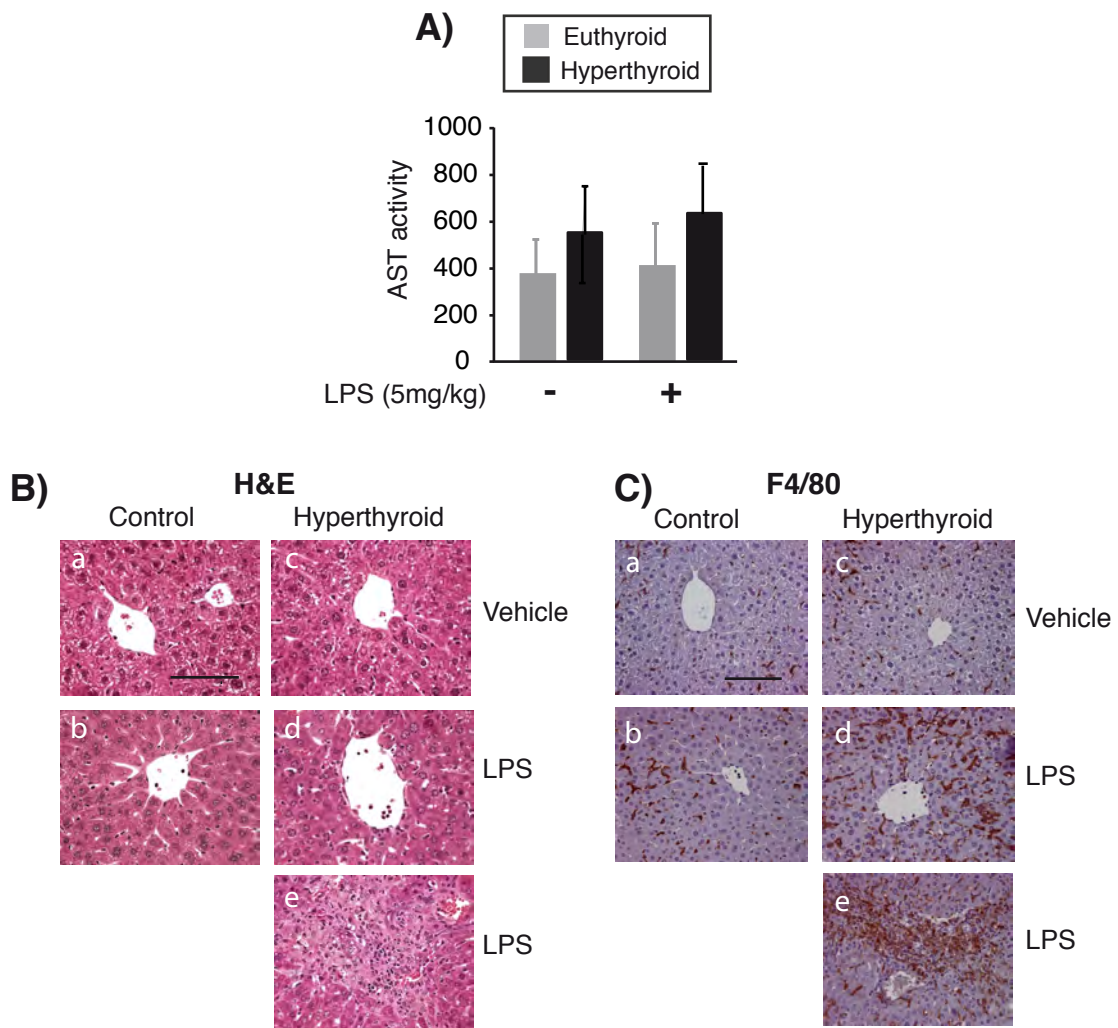 A)
Euthyroid
Hyperthyroid
1000
800
600
400
200
0
AST activity
LPS (5mg/kg) - +
B) H&E
Control Hyperthyroid
a c Vehicle
b d LPS
e LPS
C) F4/80
Control Hyperthyroid
a c Vehicle
b d LPS
e LPS